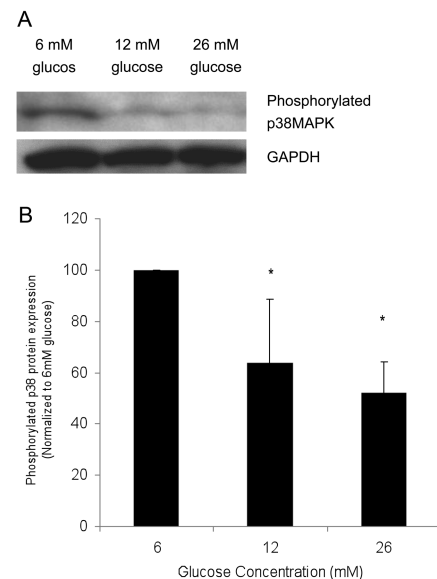 A
6 mM 12 mM 26 mM
glucos glucose glucose
Phosphorylated
p38MAPK
GAPDH
B
Phosphorylated p38 protein expression
(Normalized to 6mM glucose)
120
100
80
60
40
20
0
*
*
6 12 26
Glucose Concentration (mM)